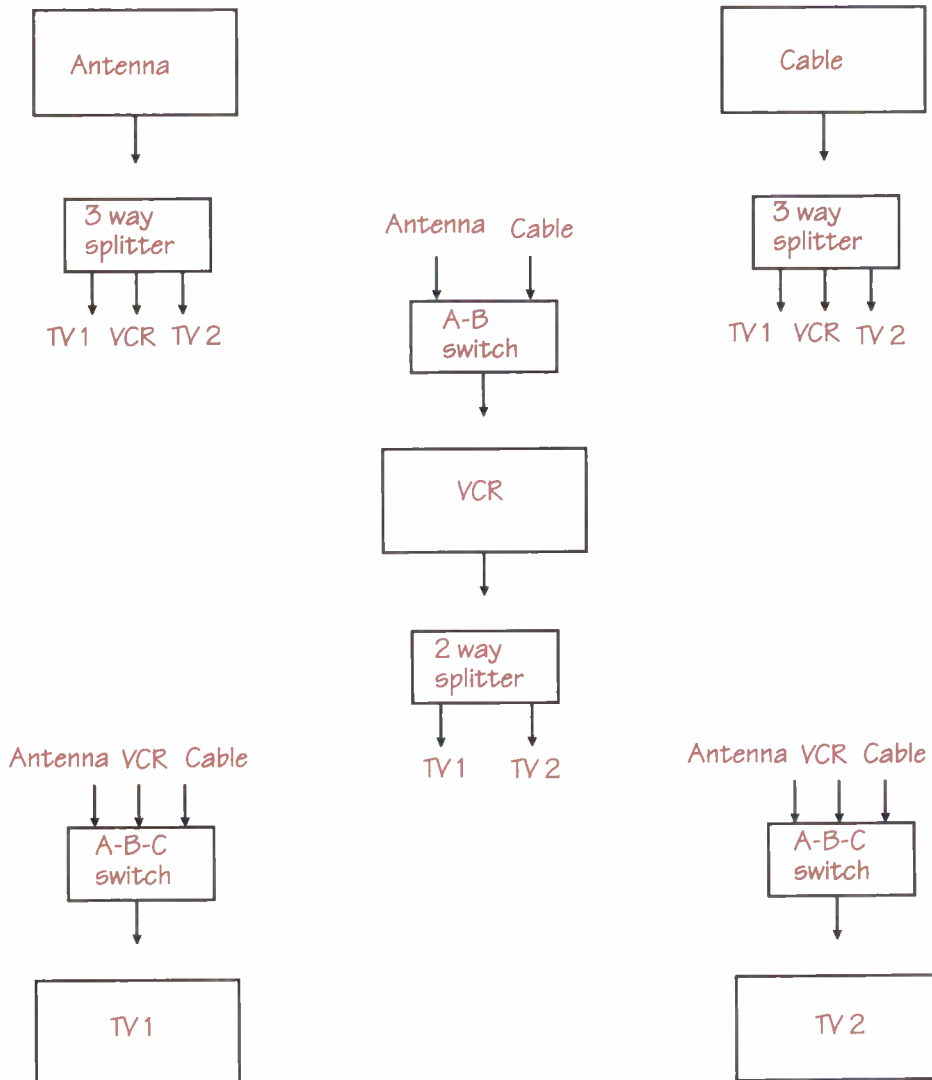 Antenna
3 way
splitter
TV 1 VCR TV 2
Cable
3 way
splitter
TV 1 VCR TV 2
Antenna Cable
A-B
switch
VCR
2 way
splitter
TV 1 TV 2
Antenna VCR Cable
A-B-C
switch
TV 1
Antenna VCR Cable
A-B-C
switch
TV 2